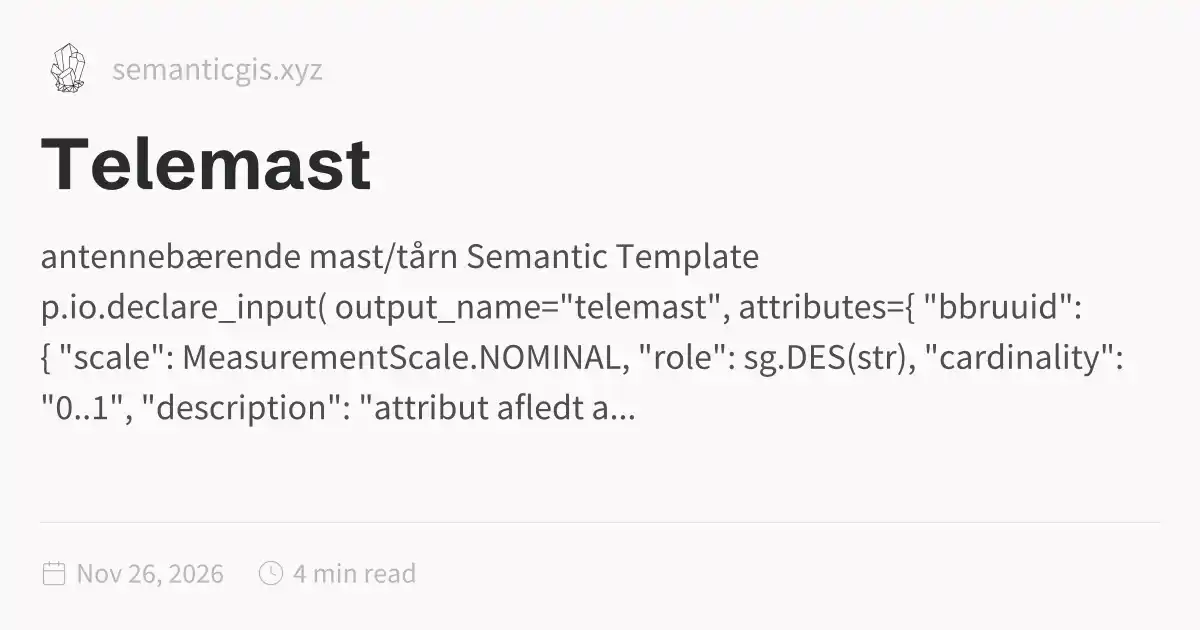 semanticgis.xyz
Telemast
antennebærende mast/tårn Semantic Template
p.io.declare_input( output_name="telemast", attributes={ "bbruuid":
{ "scale": MeasurementScale.NOMINAL, "role": sg.DES(str), "cardinality":
"0..1", "description": "attribut afledt a...
Nov 26, 2026 4 min read